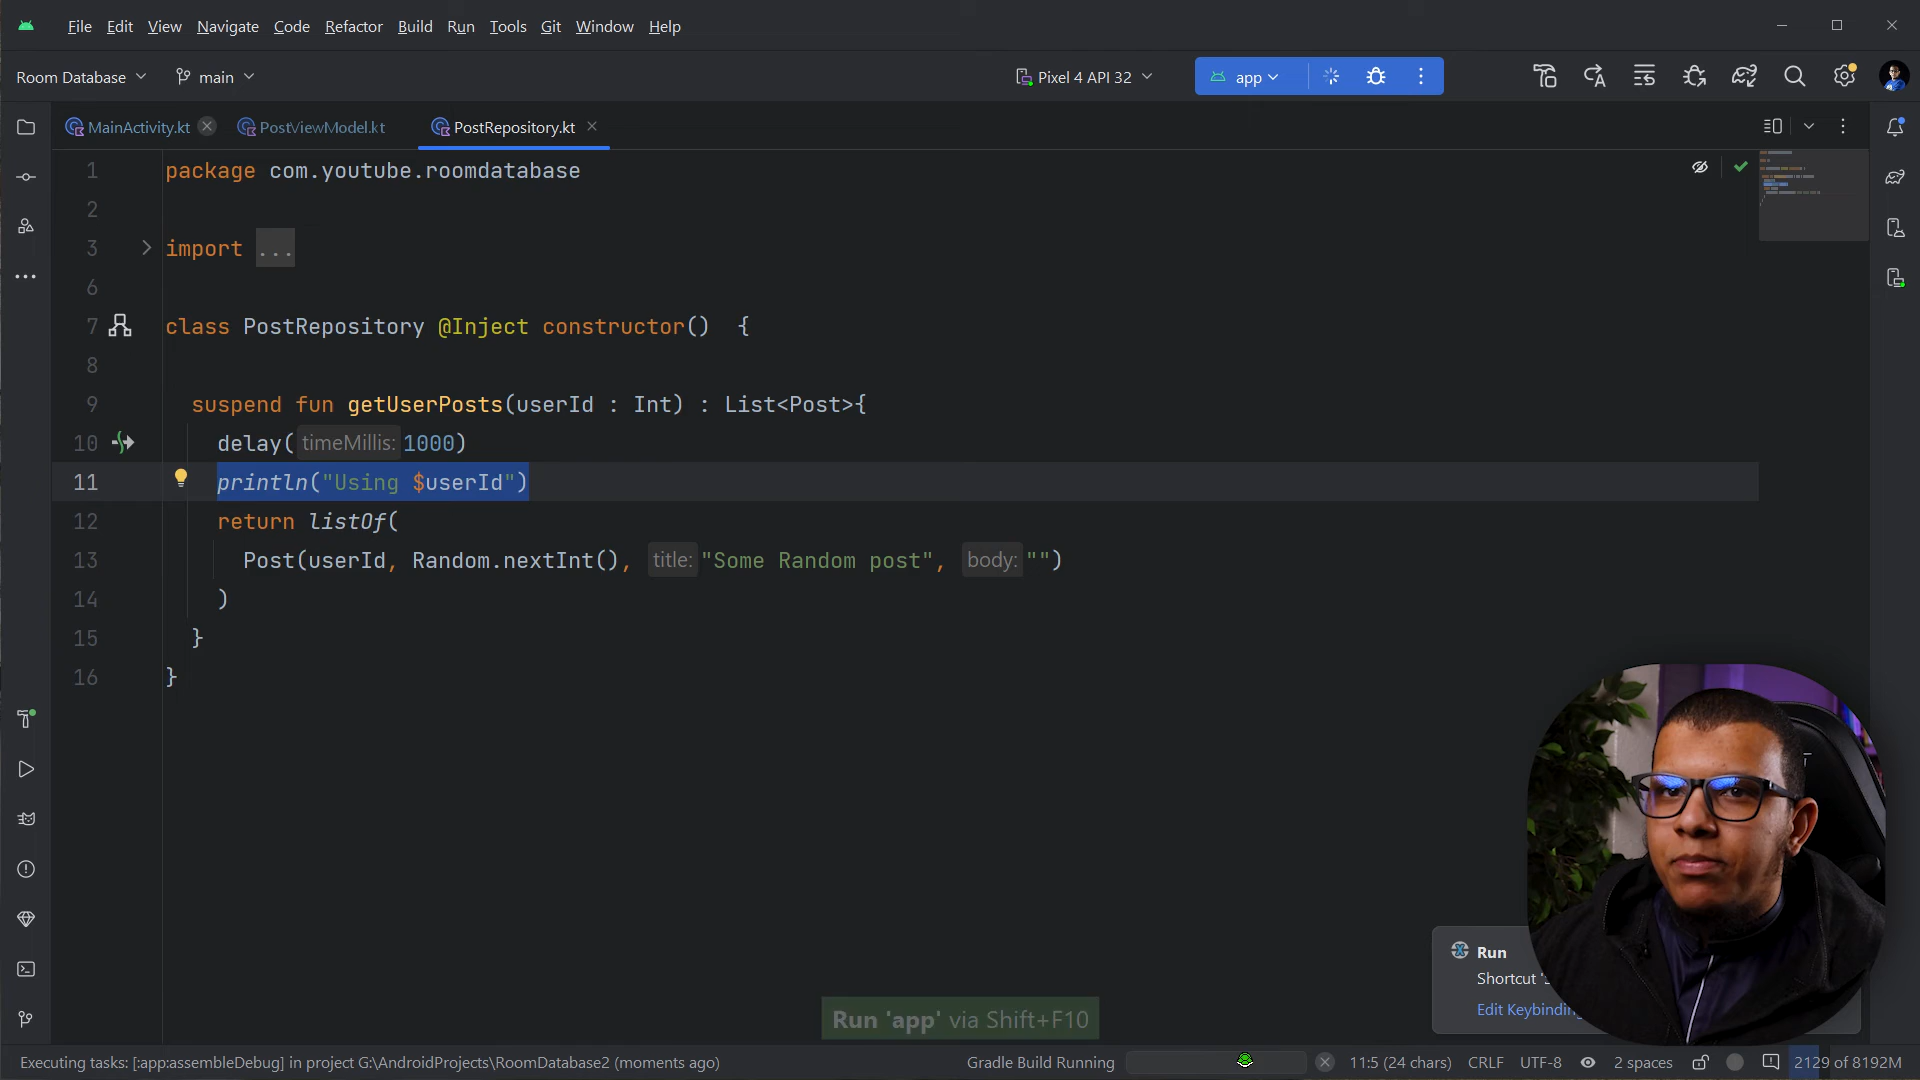 File Edit View Navigate Code Refactor Build Run Tools Git Window Help
Room Database main Pixel 4 API 32 app
MainActivity.kt PostViewModel.kt PostRepository.kt
1 package com.youtube.roomdatabase
2
3 import ...
6
7 class PostRepository @Inject constructor() {
8
9 suspend fun getUserPosts(userId : Int) : List<Post>{
10 delay( timeMillis: 1000)
11 println("Using $userId")
12 return listOf(
13 Post(userId, Random.nextInt(), title: "Some Random post", body: "")
14 )
15 }
16 }
Run
Shortcut
Edit
Run 'app' via Shift+F10
Executing tasks: [:app:assembleDebug] in project G:\AndroidProjects\RoomDatabase2 (moments ago) Gradle Build Running 11:5 (24 chars) CRLF UTF-8 2 spaces 2129 of 8192M